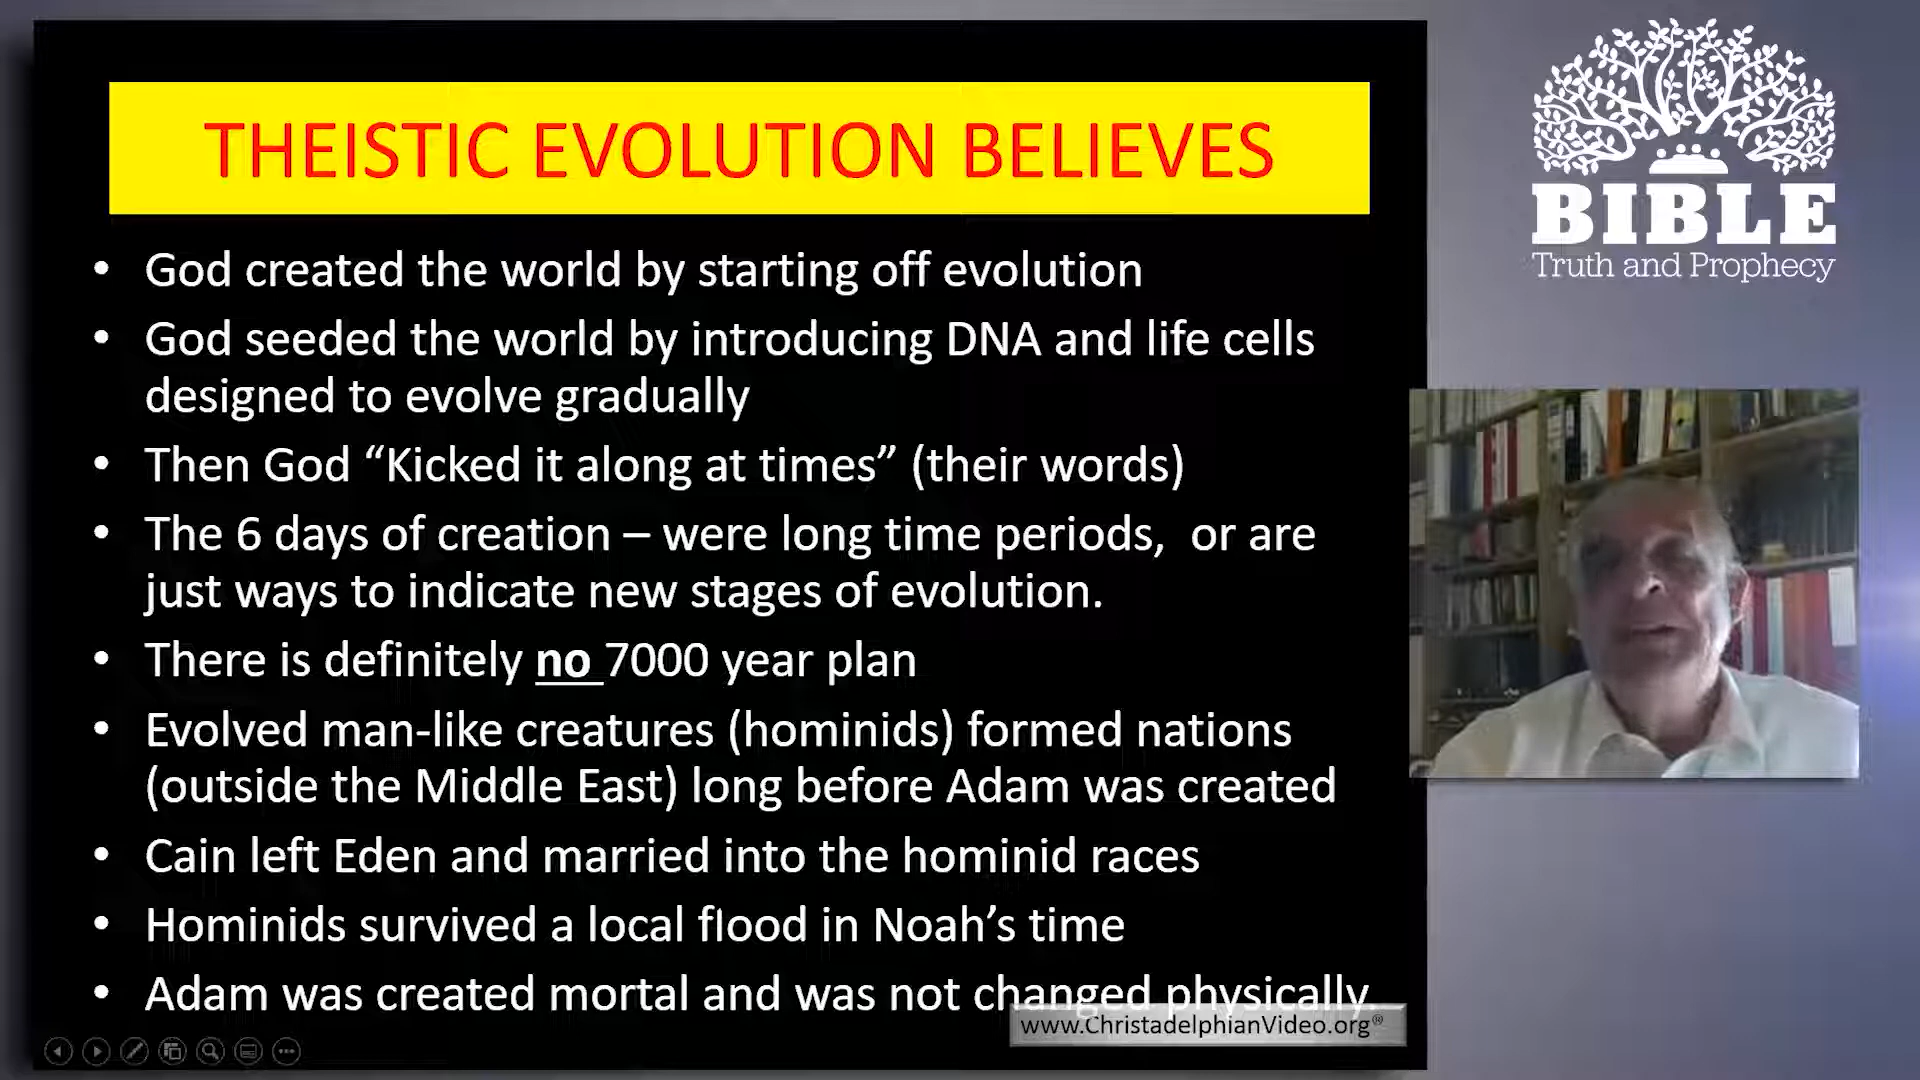 THEISTIC EVOLUTION BELIEVES
• God created the world by starting off evolution
• God seeded the world by introducing DNA and life cells
designed to evolve gradually
• Then God “Kicked it along at times” (their words)
• The 6 days of creation – were long time periods,  or are
just ways to indicate new stages of evolution.
• There is definitely no 7000 year plan
• Evolved man-like creatures (hominids) formed nations
(outside the Middle East) long before Adam was created
• Cain left Eden and married into the hominid races
• Hominids survived a local flood in Noah’s time
• Adam was created mortal and was not changed physically.
www.ChristadelphianVideo.org®
BIBLE
Truth and Prophecy